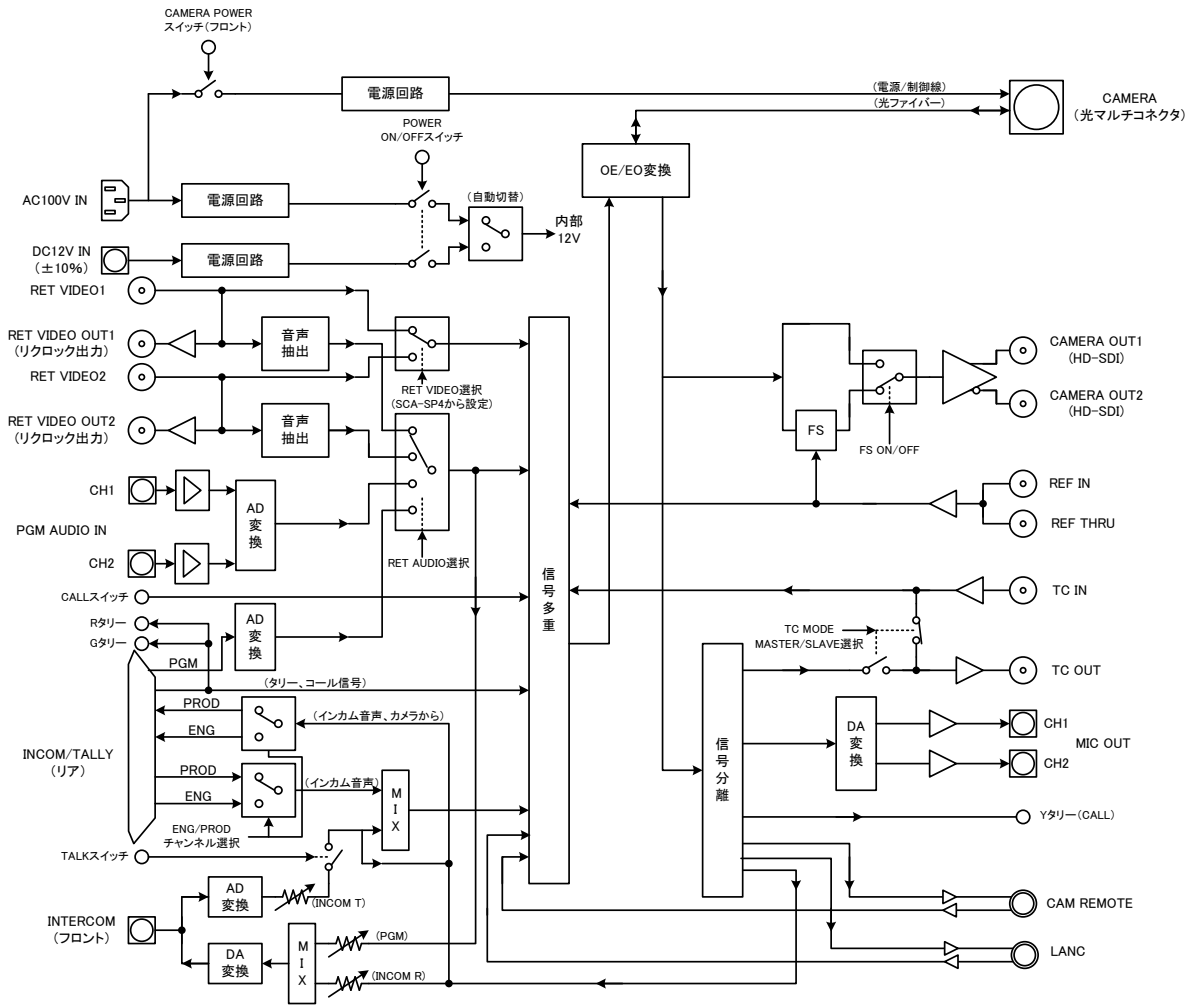 CAMERA POWER
スイッチ(フロント)
電源回路
(電源/制御線)
(光ファイバー)
CAMERA
(光マルチコネクタ)
POWER
ON/OFFスイッチ
OE/EO変換
AC100V IN
電源回路
(自動切替)
内部
12V
DC12V IN
(±10%)
電源回路
RET VIDEO1
RET VIDEO OUT1
(リクロック出力)
音声
抽出
RET VIDEO2
RET VIDEO選択
(SCA-SP4から設定)
RET VIDEO OUT2
(リクロック出力)
音声
抽出
CAMERA OUT1
(HD-SDI)
CAMERA OUT2
(HD-SDI)
FS
FS ON/OFF
CH1
PGM AUDIO IN
CH2
AD
変
換
RET AUDIO選択
REF IN
REF THRU
信
号
多
重
CALLスイッチ
Rタリー
Gタリー
AD
変
換
PGM
(タリー、コール信号)
TC IN
TC MODE
MASTER/SLAVE選択
TC OUT
PROD
ENG
(インカム音声、カメラから)
INCOM/TALLY
(リア)
PROD
ENG
(インカム音声)
M
I
X
ENG/PROD
チャンネル選択
信
号
分
離
DA
変
換
CH1
MIC OUT
CH2
Yタリー(CALL)
TALKスイッチ
AD
変換
(INCOM T)
INTERCOM
(フロント)
DA
変換
M
I
X
(PGM)
(INCOM R)
CAM REMOTE
LANC